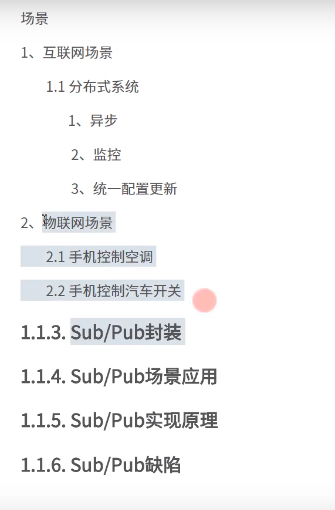 场景
1、互联网场景
1.1 分布式系统
1、异步
2、监控
3、统一配置更新
2、物联网场景
2.1 手机控制空调
2.2 手机控制汽车开关
1.1.3. Sub/Pub封装
1.1.4. Sub/Pub场景应用
1.1.5. Sub/Pub实现原理
1.1.6. Sub/Pub缺陷